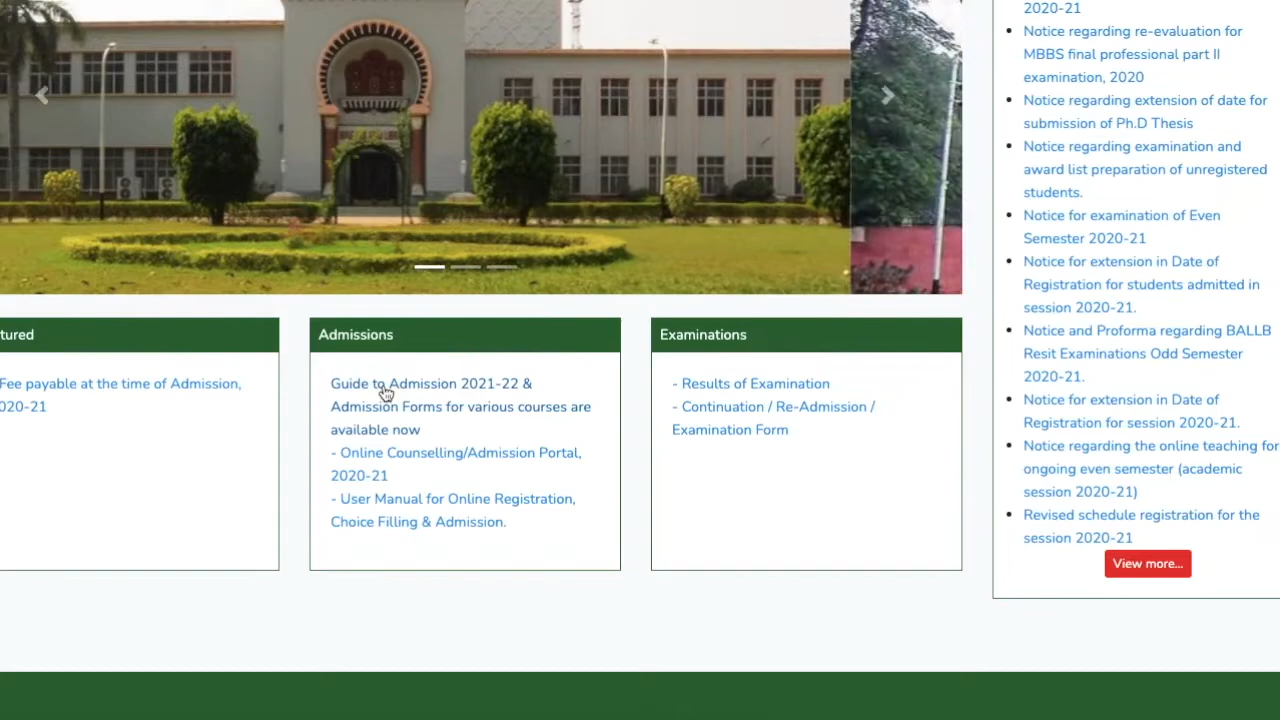 tured
Fee payable at the time of Admission,
020-21
Admissions
Guide to Admission 2021-22 &
Admission Forms for various courses are
available now
- Online Counselling/Admission Portal,
2020-21
- User Manual for Online Registration,
Choice Filling & Admission.
Examinations
- Results of Examination
- Continuation / Re-Admission /
Examination Form
2020-21
Notice regarding re-evaluation for
MBBS final professional part II
examination, 2020
Notice regarding extension of date for
submission of Ph.D Thesis
Notice regarding examination and
award list preparation of unregistered
students.
Notice for examination of Even
Semester 2020-21
Notice for extension in Date of
Registration for students admitted in
session 2020-21.
Notice and Proforma regarding BALLB
Resit Examinations Odd Semester
2020-21.
Notice for extension in Date of
Registration for session 2020-21.
Notice regarding the online teaching for
ongoing even semester (academic
session 2020-21)
Revised schedule registration for the
session 2020-21
View more...